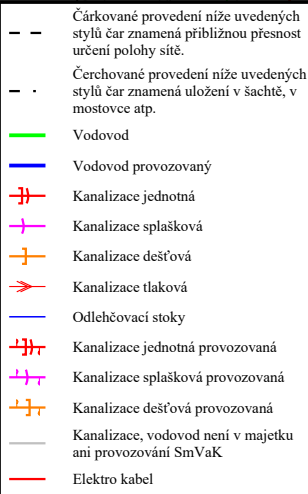 Čárkované provedení níže uvedených
stylů čar znamená přibližnou přesnost
určení polohy sítě.
Čerchované provedení níže uvedených
stylů čar znamená uložení v šachtě, v
mostovce atp.
Vodovod
Vodovod provozovaný
Kanalizace jednotná
Kanalizace splašková
Kanalizace dešťová
Kanalizace tlaková
Odlehčovací stoky
Kanalizace jednotná provozovaná
Kanalizace splašková provozovaná
Kanalizace dešťová provozovaná
Kanalizace, vodovod není v majetku
ani provozování SmVaK
Elektro kabel